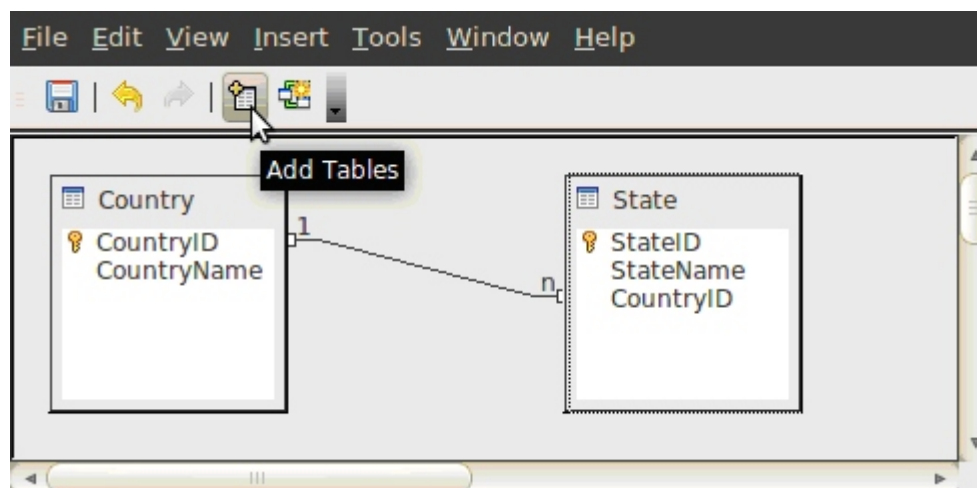 File Edit View Insert Tools Window Help
Add Tables
Country
CountryID
CountryName
1
n
State
StateID
StateName
CountryID